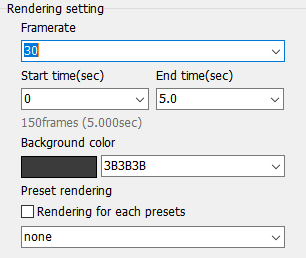 Rendering setting
Framerate
30
Start time(sec) End time(sec)
0 5.0
150frames (5.000sec)
Background color
3B3B3B
Preset rendering
Rendering for each presets
none